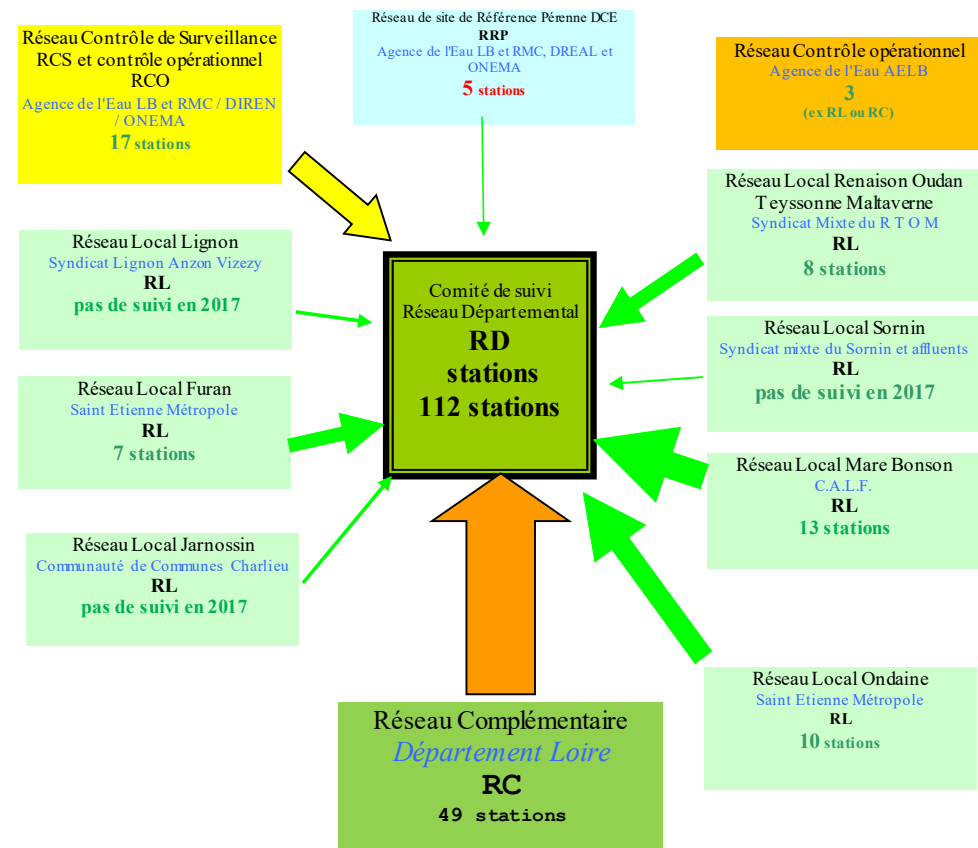 Réseau Contrôle de Surveillance
RCS et contrôle opérationnel
RCO
Agence de l'Eau LB et RMC / DIREN
/ ONEMA
17 stations
Réseau de site de Référence Pérenne DCE
RRP
Agence de l'Eau LB et RMC, DREAL et
ONEMA
5 stations
Réseau Contrôle opérationnel
Agence de l'Eau AELB
3
(ex RL ou RC)
Réseau Local Renaison Oudan
Teyssonne Maltaverne
Syndicat Mixte du R T O M
RL
8 stations
Réseau Local Lignon
Syndicat Lignon Anzon Vizezy
RL
pas de suivi en 2017
Comité de suivi
Réseau Départemental
RD
stations
112 stations
Réseau Local Sornin
Syndicat mixte du Sornin et affluents
RL
pas de suivi en 2017
Réseau Local Furan
Saint Etienne Métropole
RL
7 stations
Réseau Local Mare Bonson
C.A.L.F.
RL
13 stations
Réseau Local Jarnossin
Communauté de Communes Charlieu
RL
pas de suivi en 2017
Réseau Local Ondaine
Saint Etienne Métropole
RL
10 stations
Réseau Complémentaire
Département Loire
RC
49 stations